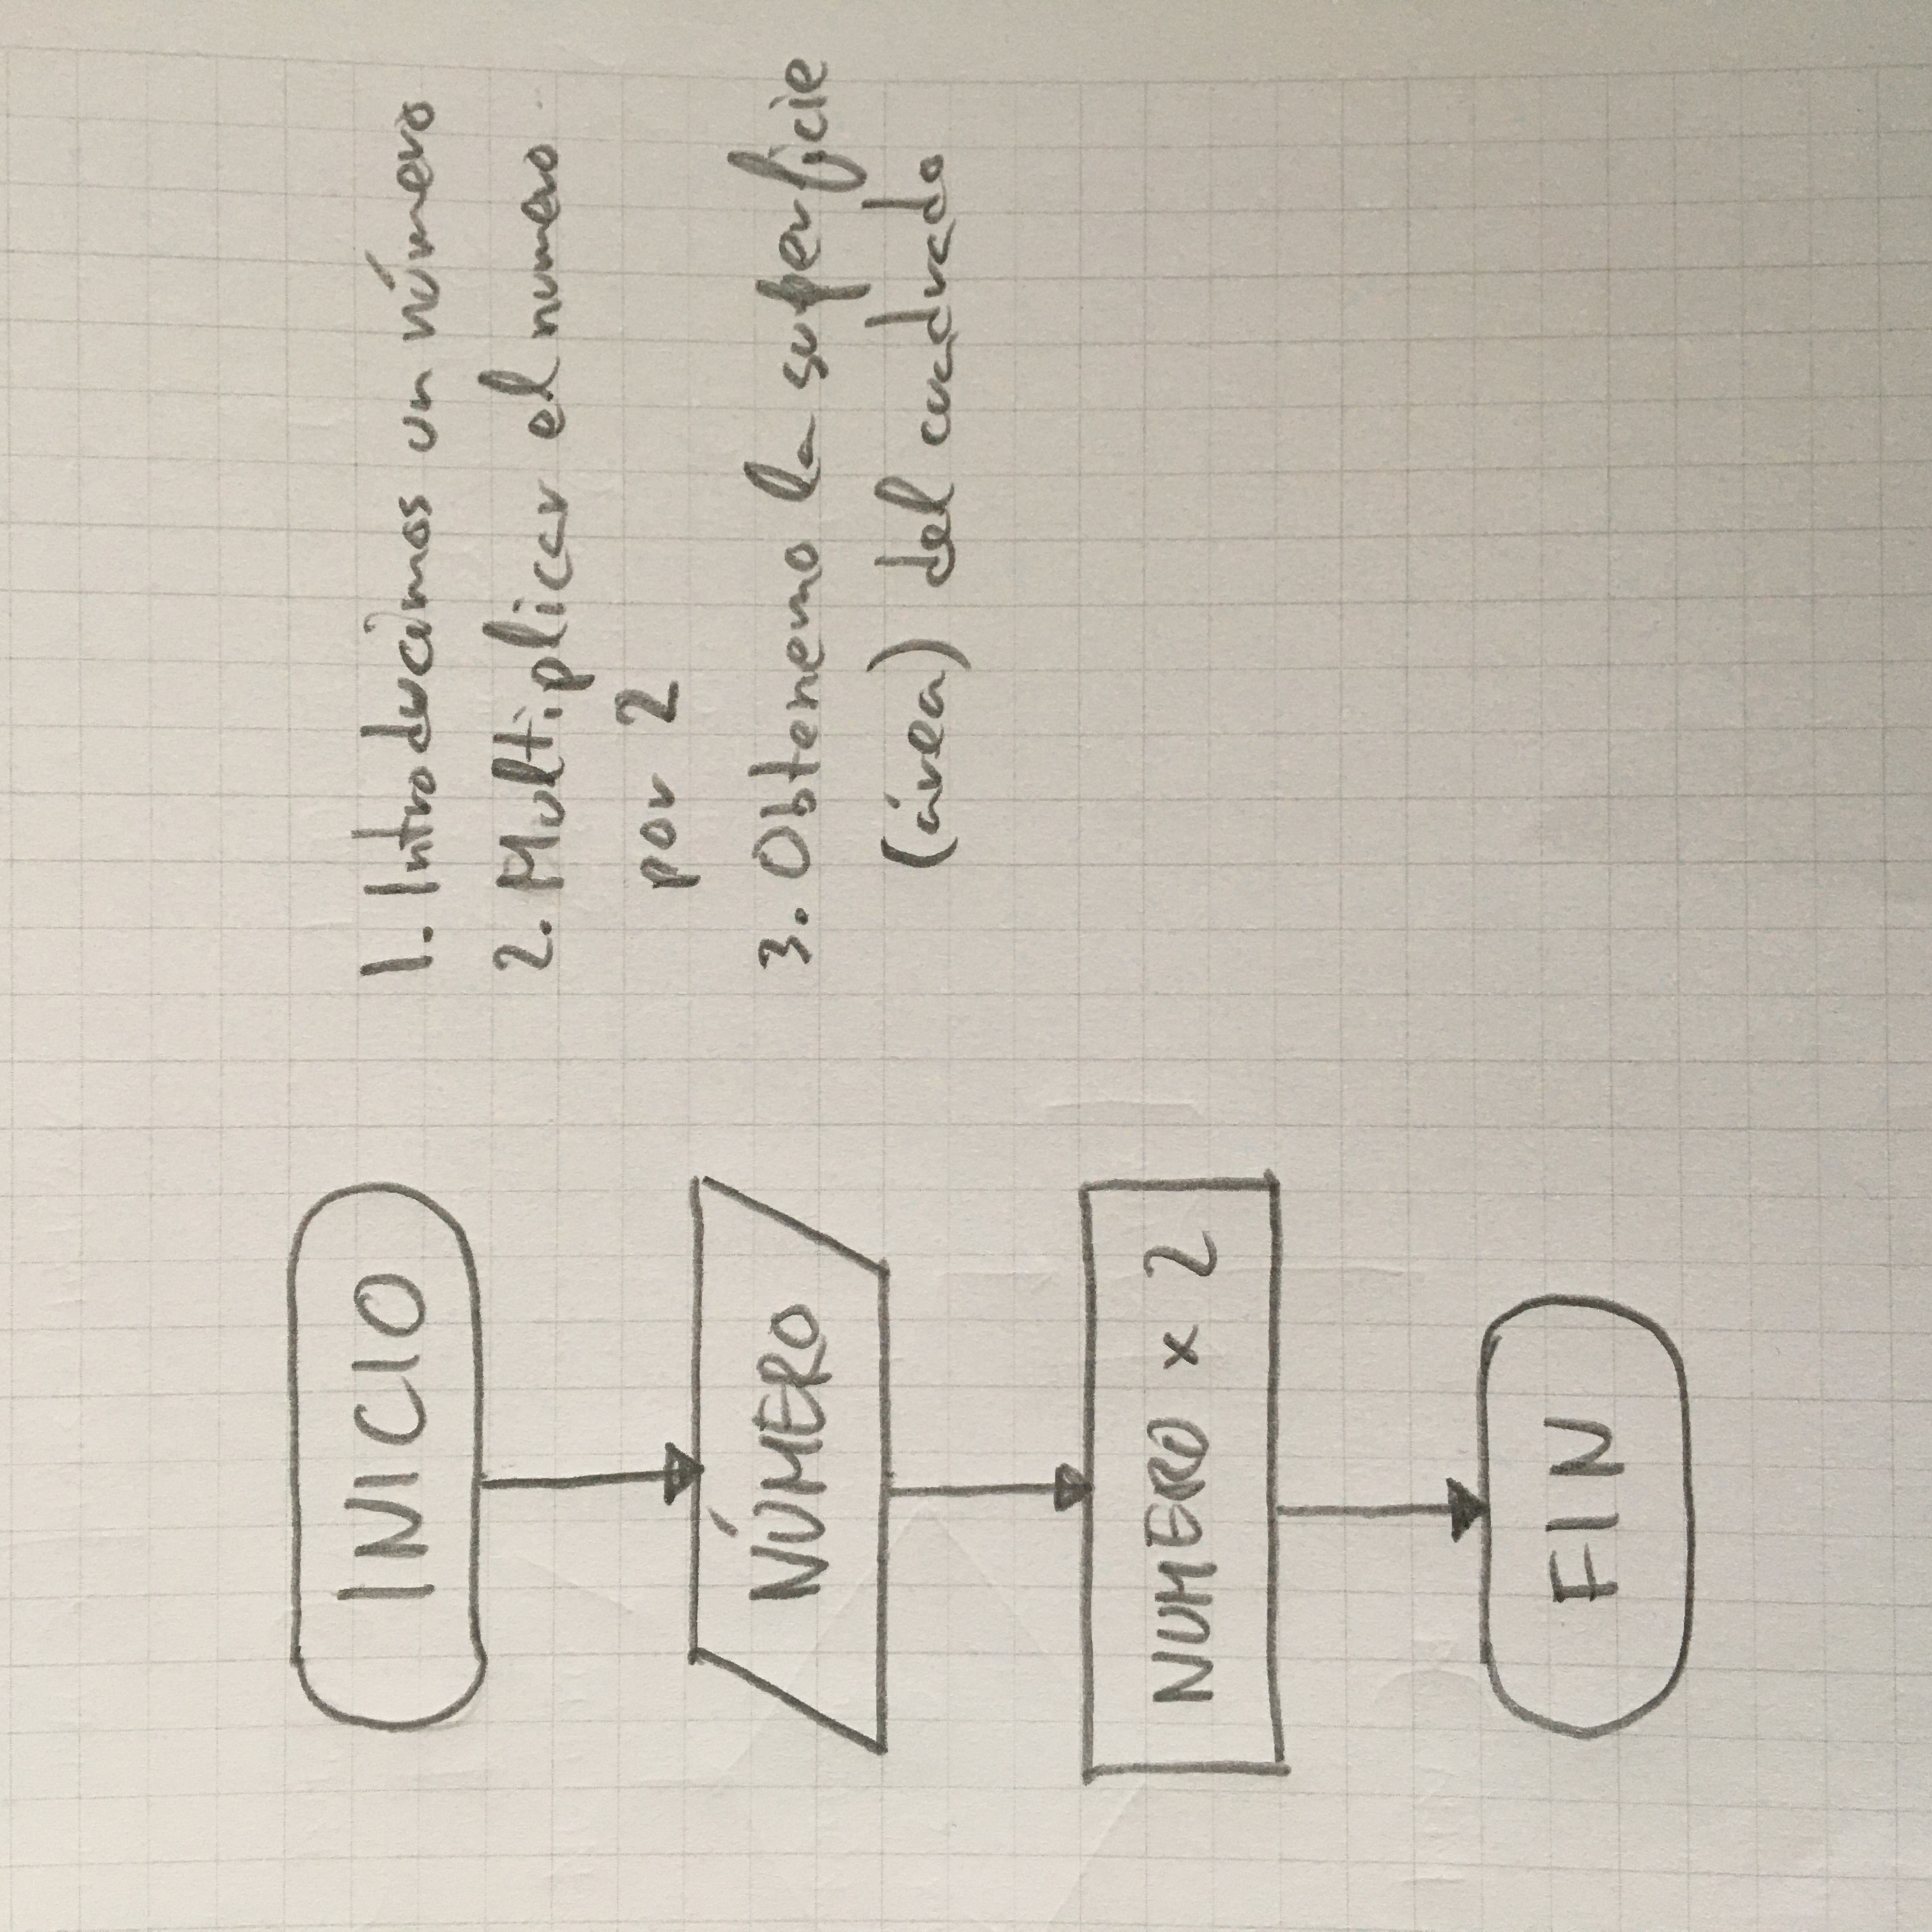 INICIO
NÚMERO
NUMERO x 2
FIN
1. Introducimos un número
2. Multiplicar el numero
por 2
3. Obtenemo la superficie
(área) del cuadrado